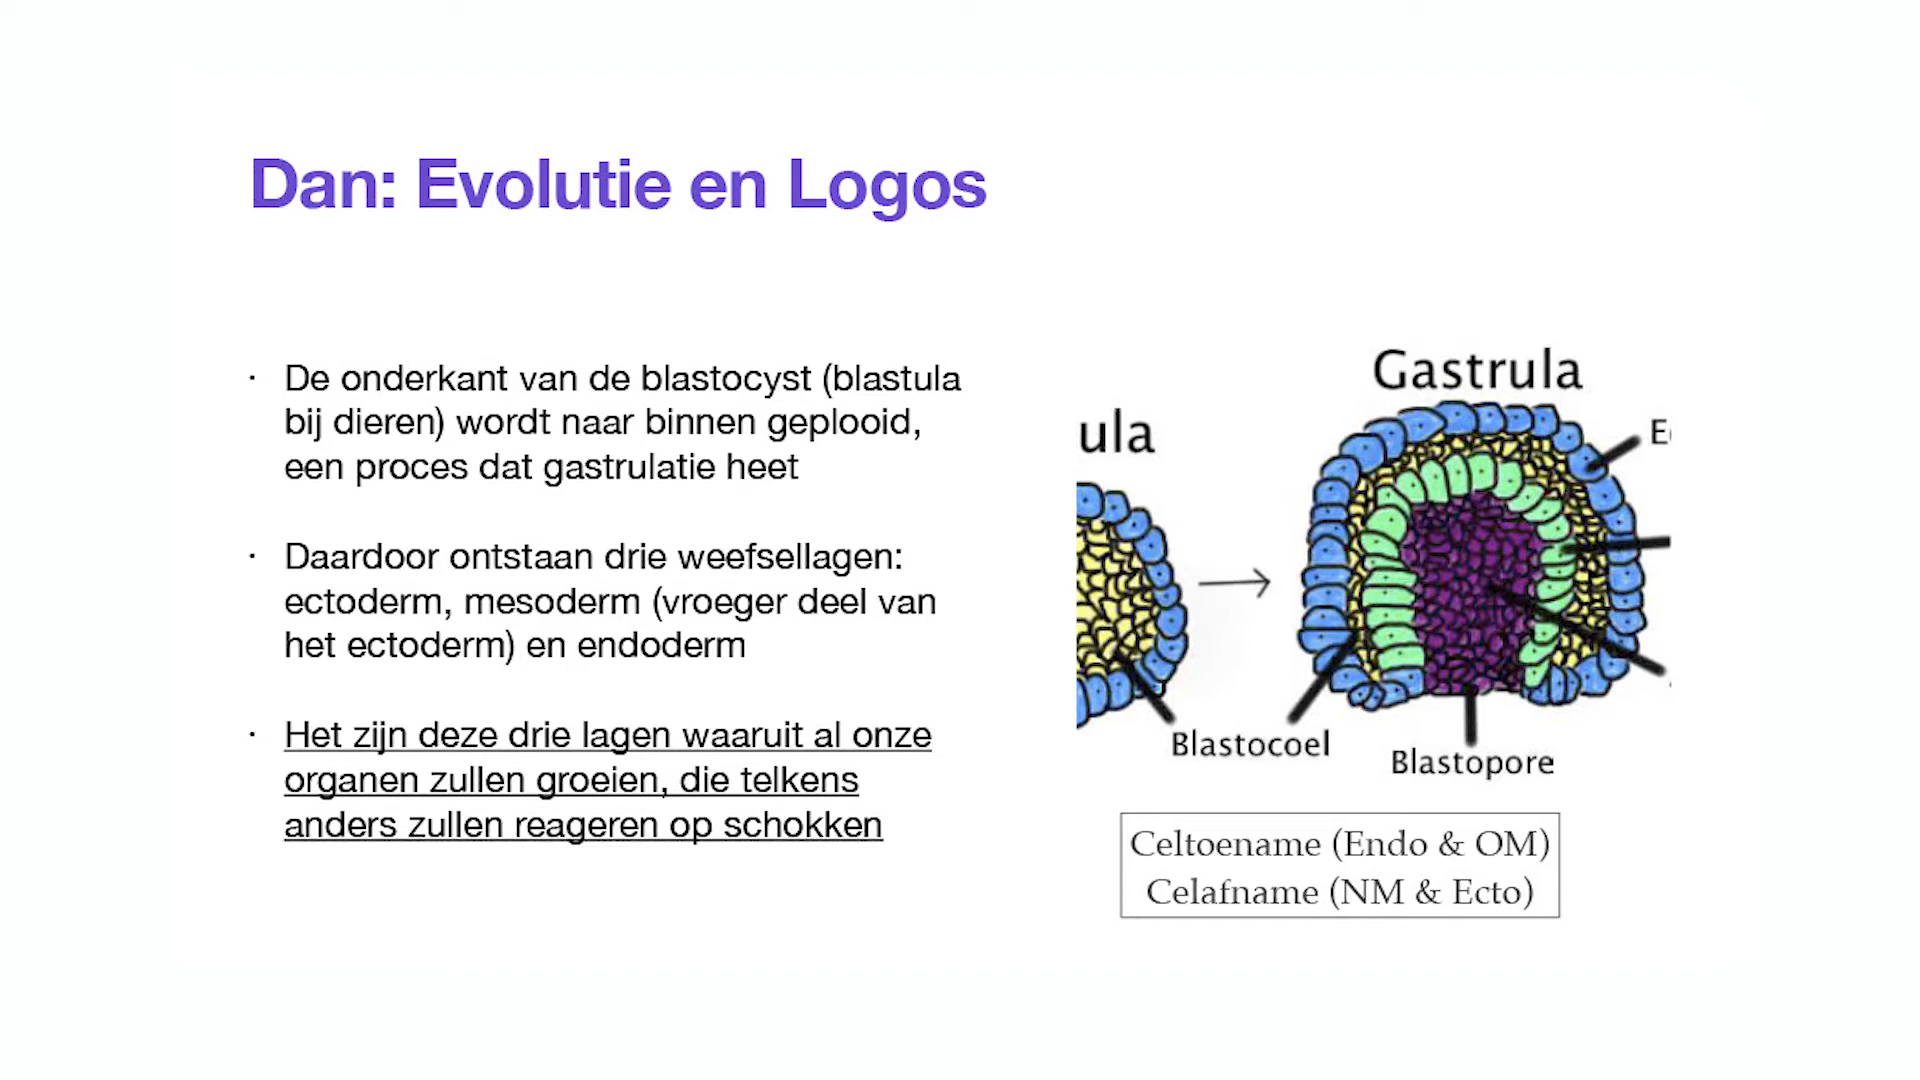 Dan: Evolutie en Logos
· De onderkant van de blastocyst (blastula
bij dieren) wordt naar binnen geplooid,
een proces dat gastrulatie heet
· Daardoor ontstaan drie weefsellagen:
ectoderm, mesoderm (vroeger deel van
het ectoderm) en endoderm
· Het zijn deze drie lagen waaruit al onze
organen zullen groeien, die telkens
anders zullen reageren op schokken
Gastrula
ula
Blastocoel
Blastopore
Celtoename (Endo & OM)
Celafname (NM & Ecto)